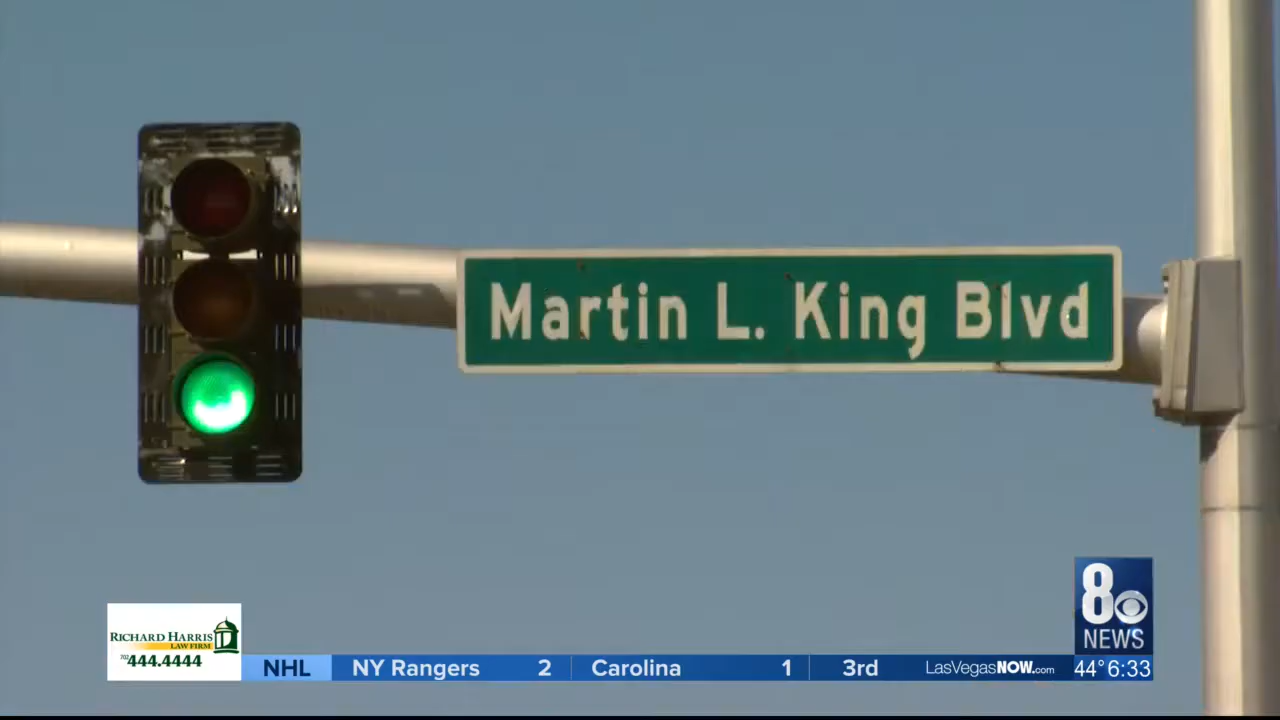 Martin L. King Blvd
8
NEWS
RICHARD HARRIS
LAW FIRM
702 444.4444
NHL NY Rangers 2 Carolina 1 3rd LasVegasNOW.com 44° 6:33